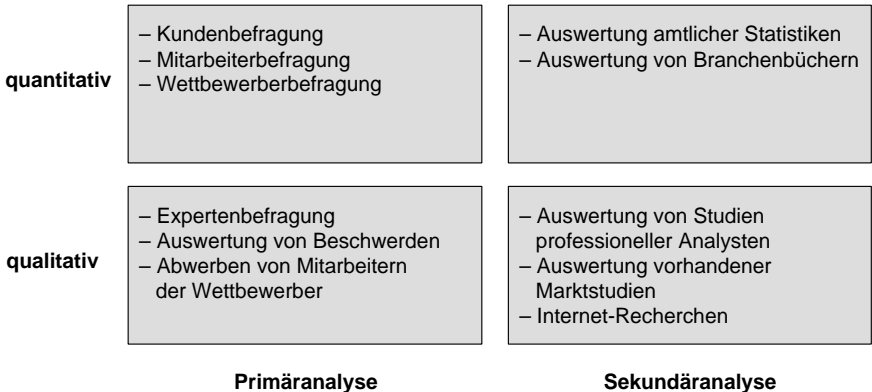 quantitativ
– Kundenbefragung
– Mitarbeiterbefragung
– Wettbewerberbefragung
– Auswertung amtlicher Statistiken
– Auswertung von Branchenbüchern
qualitativ
– Expertenbefragung
– Auswertung von Beschwerden
– Abwerben von Mitarbeitern
der Wettbewerber
– Auswertung von Studien
professioneller Analysten
– Auswertung vorhandener
Marktstudien
– Internet-Recherchen
Primäranalyse
Sekundäranalyse